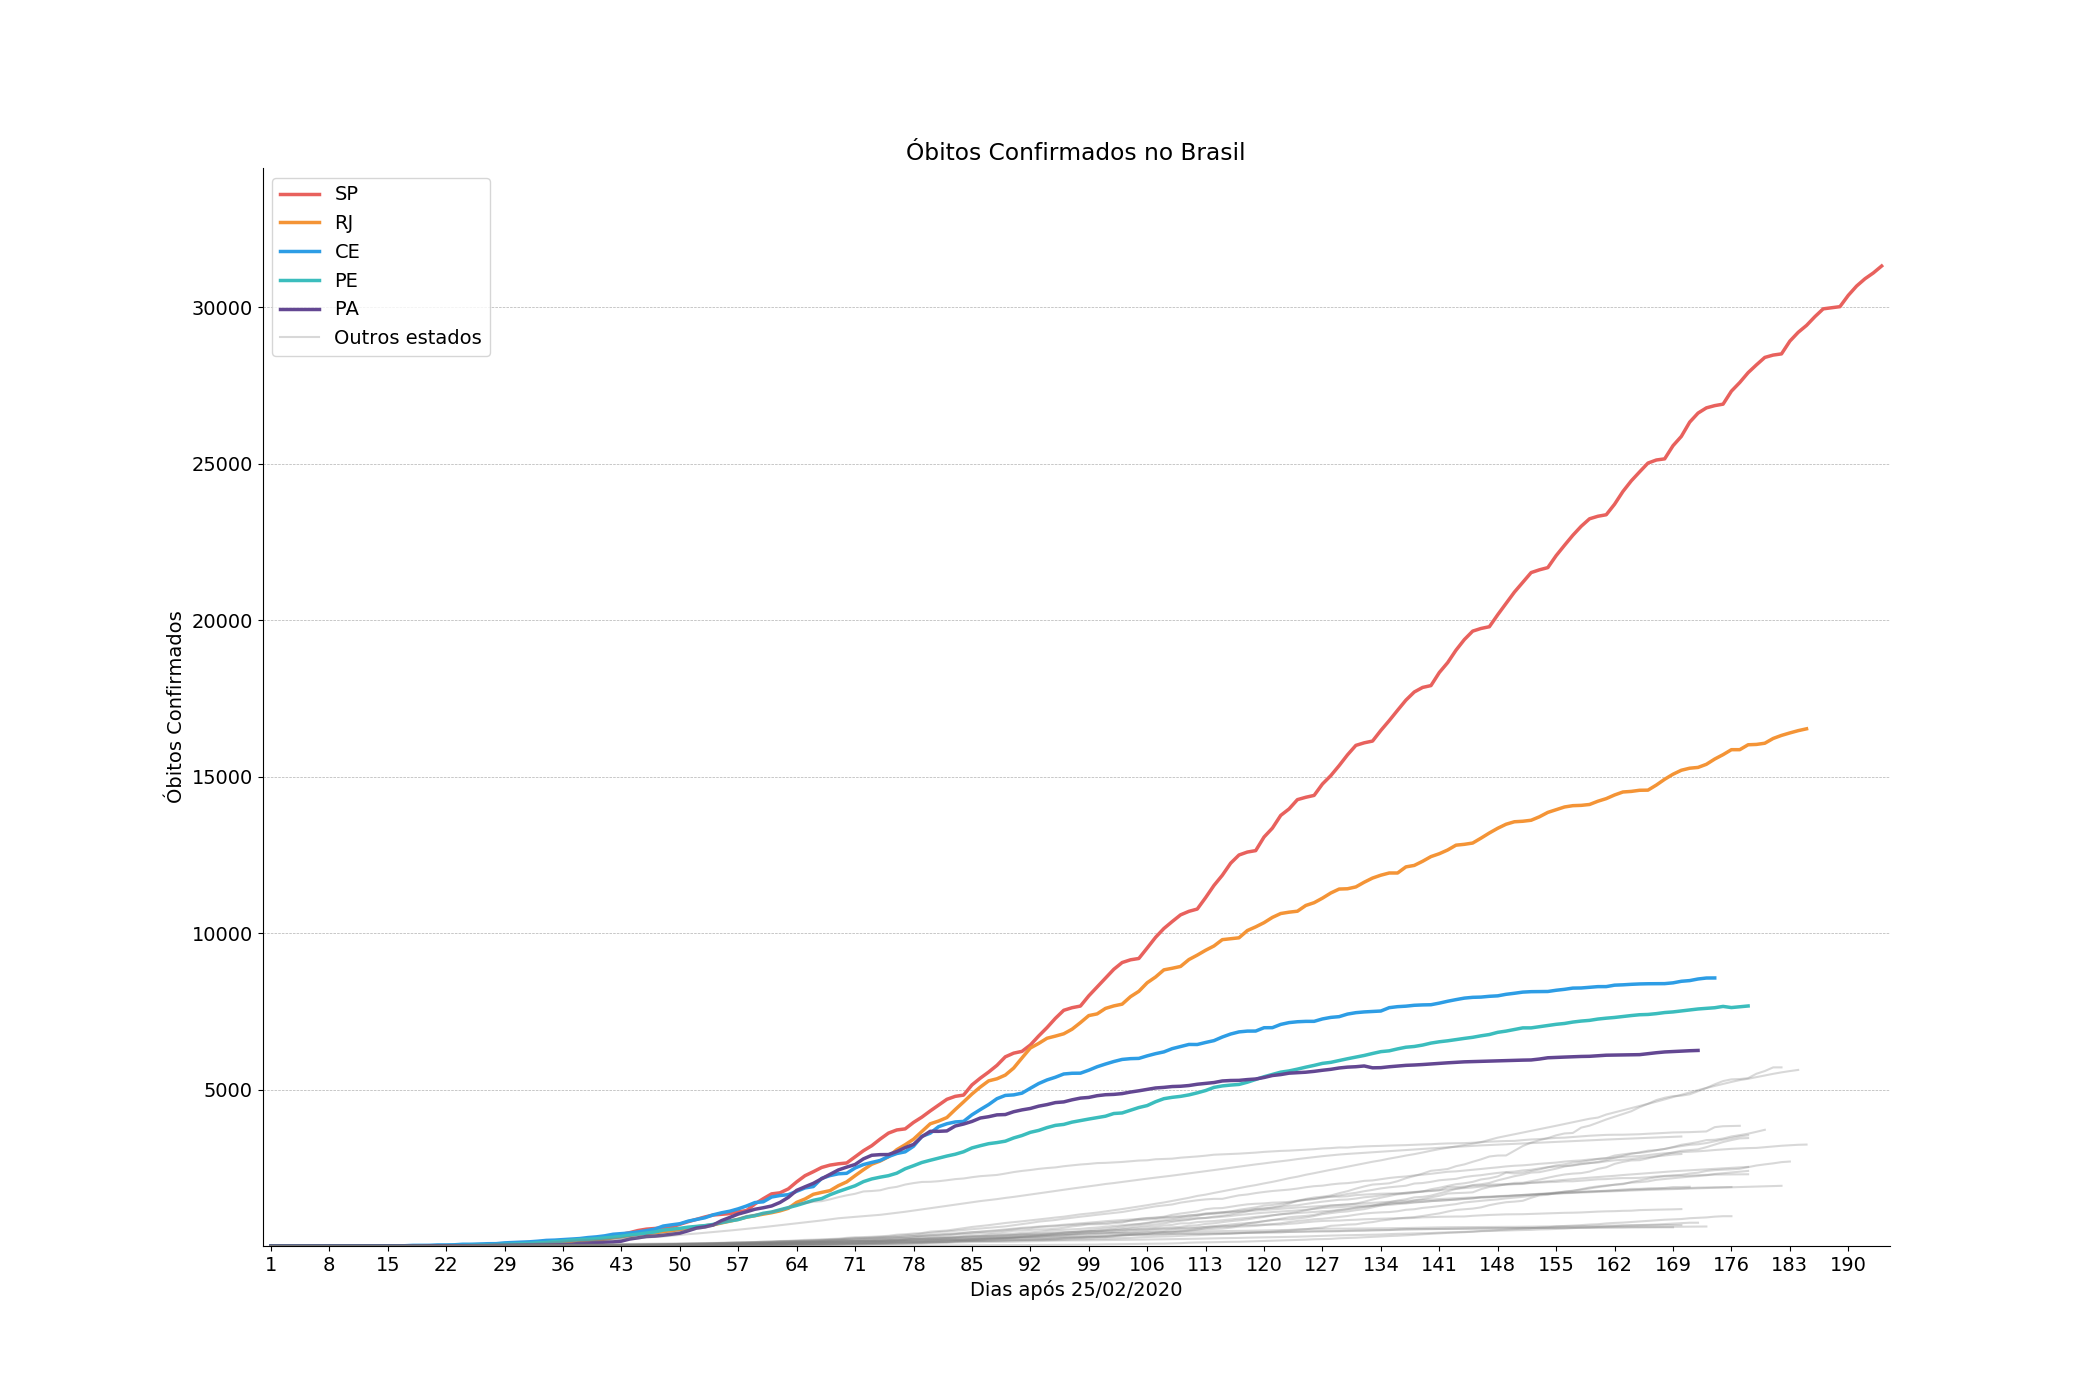 Óbitos Confirmados no Brasil
SP
RJ
CE
PE
PA
Outros estados
30000
25000
20000
15000
10000
5000
Óbitos Confirmados
1 8 15 22 29 36 43 50 57 64 71 78 85 92 99 106 113 120 127 134 141 148 155 162 169 176 183 190
Dias após 25/02/2020